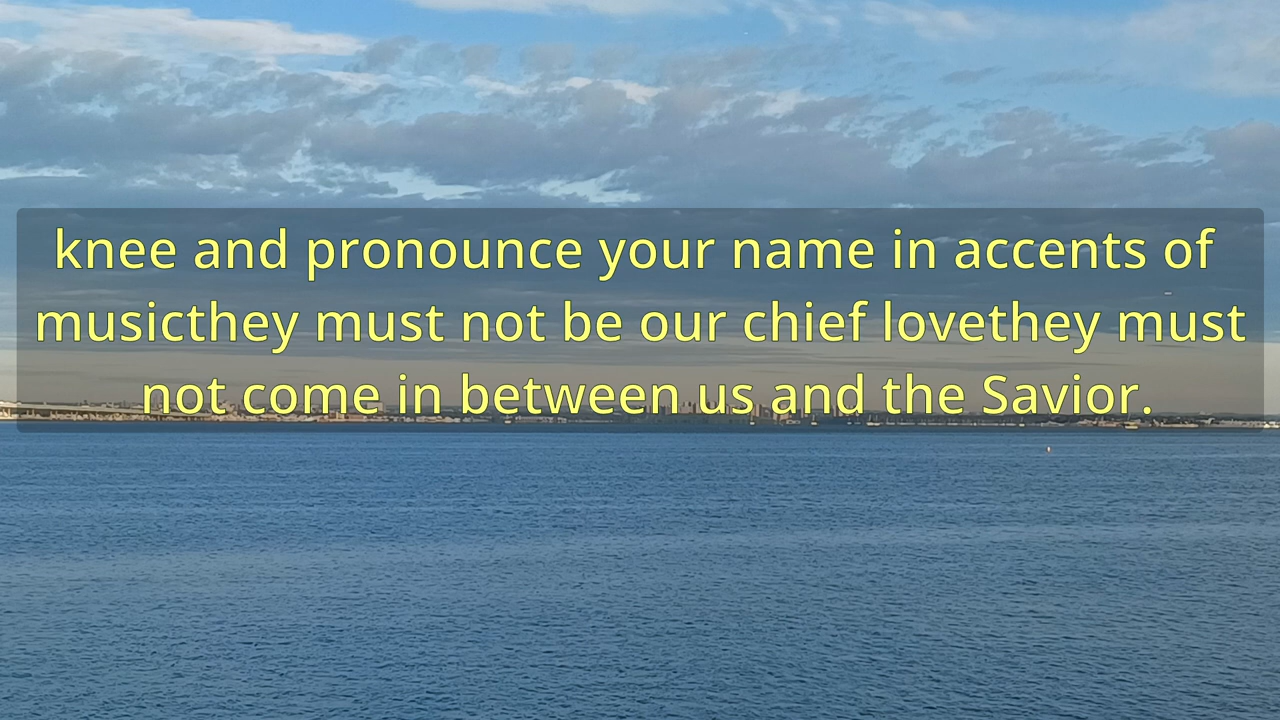 knee and pronounce your name in accents of
musicthey must not be our chief lovethey must
not come in between us and the Savior.